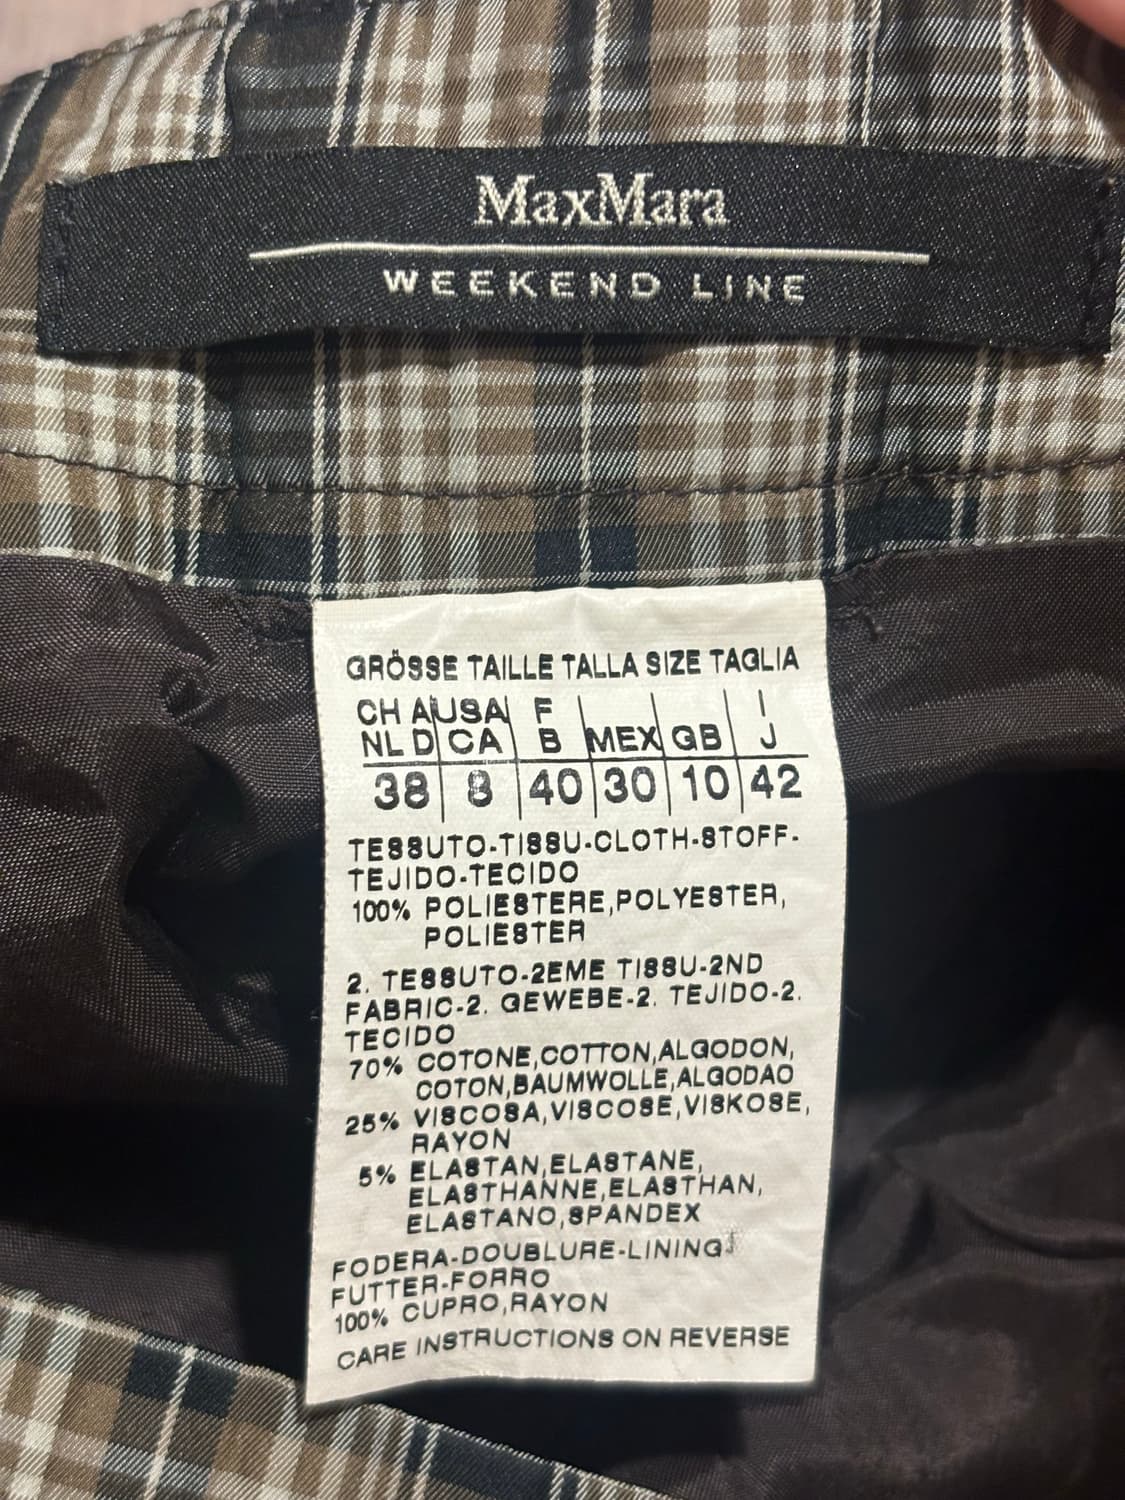 MaxMara
WEEKEND LINE
GRÖSSE TAILLE TALLA SIZE TAGLIA
CH A USA F I
NL D CA B MEX GB J
38 8 40 30 10 42
TESSUTO-TISSU-CLOTH-STOFF-
TEJIDO-TECIDO
100% POLIESTERE,POLYESTER,
POLIESTER
2. TESSUTO-2EME TISSU-2ND
FABRIC-2. GEWEBE-2. TEJIDO-2.
TECIDO
70% COTONE,COTTON,ALGODON,
COTON,BAUMWOLLE,ALGODAO
25% VISCOSA,VISCOSE,VISKOSE,
RAYON
5% ELASTAN,ELASTANE,
ELASTHANNE,ELASTHAN,
ELASTANO,SPANDEX
FODERA-DOUBLURE-LINING
FUTTER-FORRO
100% CUPRO,RAYON
CARE INSTRUCTIONS ON REVERSE